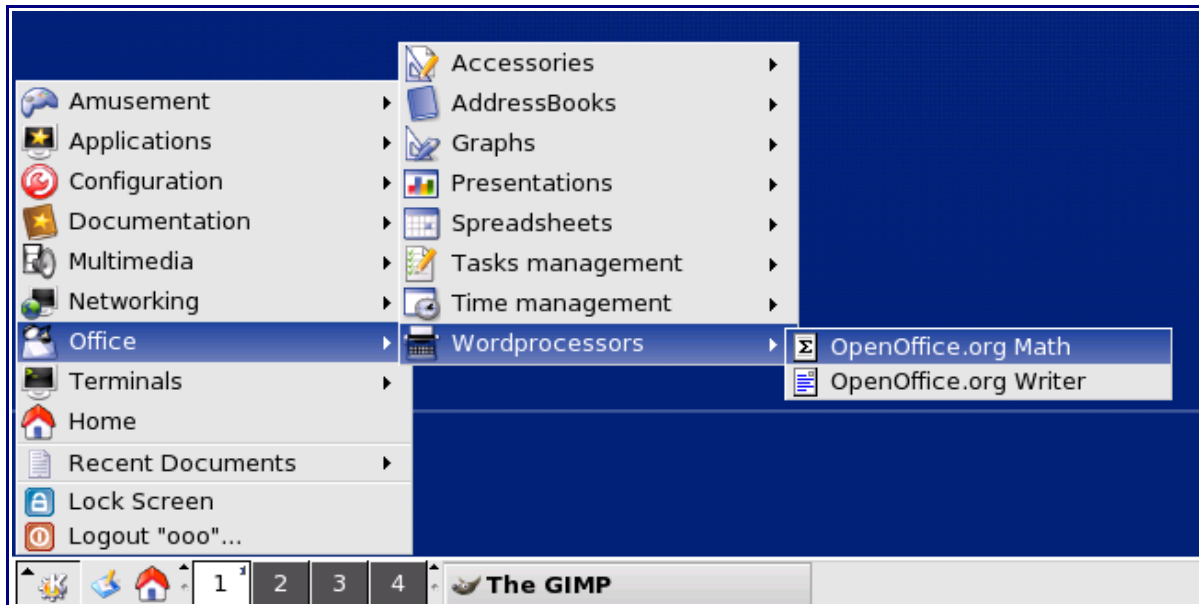 Amusement
Applications
Configuration
Documentation
Multimedia
Networking
Office
Terminals
Home
Recent Documents
Lock Screen
Logout "ooo"...
Accessories
AddressBooks
Graphs
Presentations
Spreadsheets
Tasks management
Time management
Wordprocessors
OpenOffice.org Math
OpenOffice.org Writer
1 2 3 4 The GIMP